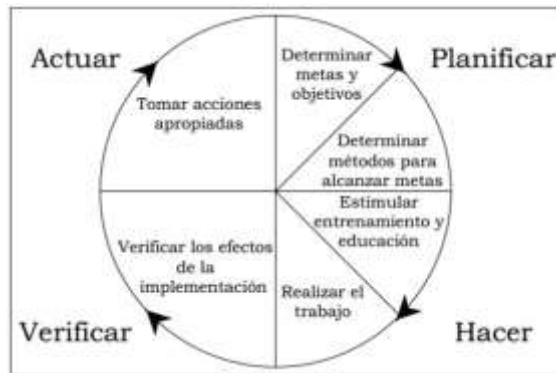 Actuar
Planificar
Determinar
metas y
objetivos
Tomar acciones
apropiadas
Determinar
métodos para
alcanzar metas
Estimular
entrenamiento y
educación
Verificar los efectos
de la
implementación
Realizar el
trabajo
Verificar
Hacer